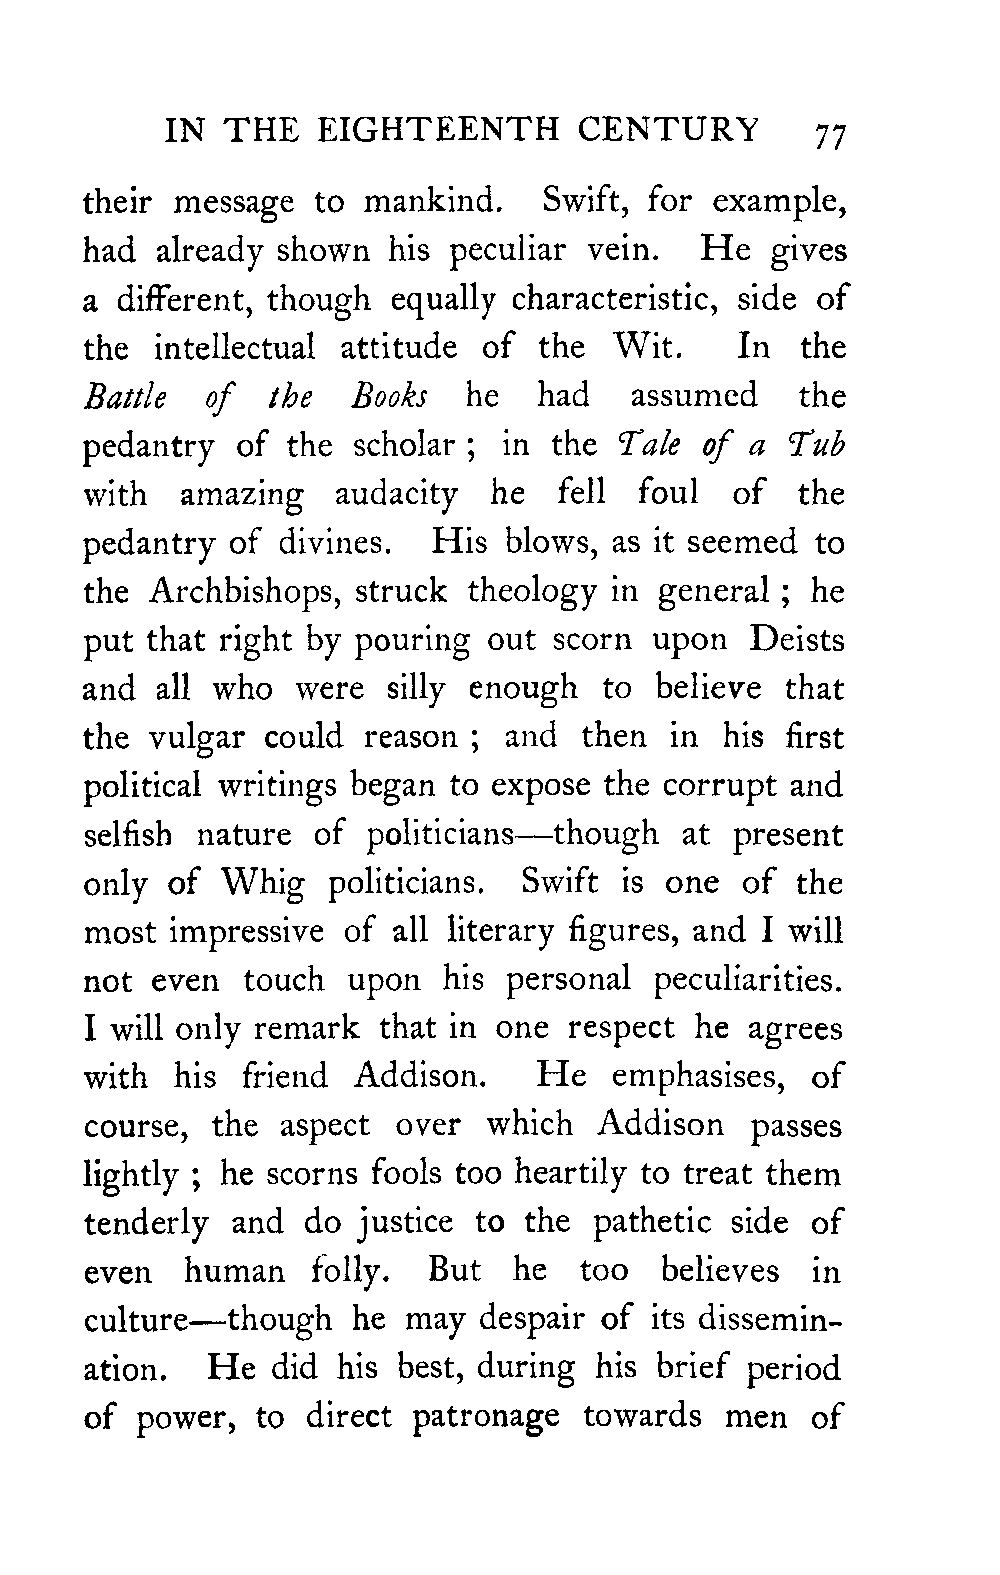 IN THE EIGHTEENTH CENTURY 77
their message to mankind. Swift, for example,
had already shown his peculiar vein. He gives
a different, though equally characteristic, side of
the intellectual attitude of the Wit. In the
Battle of the Books he had assumed the
pedantry of the scholar ; in the Tale of a Tub
with amazing audacity he fell foul of the
pedantry of divines. His blows, as it seemed to
the Archbishops, struck theology in general ; he
put that right by pouring out scorn upon Deists
and all who were silly enough to believe that
the vulgar could reason ; and then in his first
political writings began to expose the corrupt and
selfish nature of politicians—though at present
only of Whig politicians. Swift is one of the
most impressive of all literary figures, and I will
not even touch upon his personal peculiarities.
I will only remark that in one respect he agrees
with his friend Addison. He emphasises, of
course, the aspect over which Addison passes
lightly ; he scorns fools too heartily to treat them
tenderly and do justice to the pathetic side of
even human folly. But he too believes in
culture—though he may despair of its dissemin-
ation. He did his best, during his brief period
of power, to direct patronage towards men of